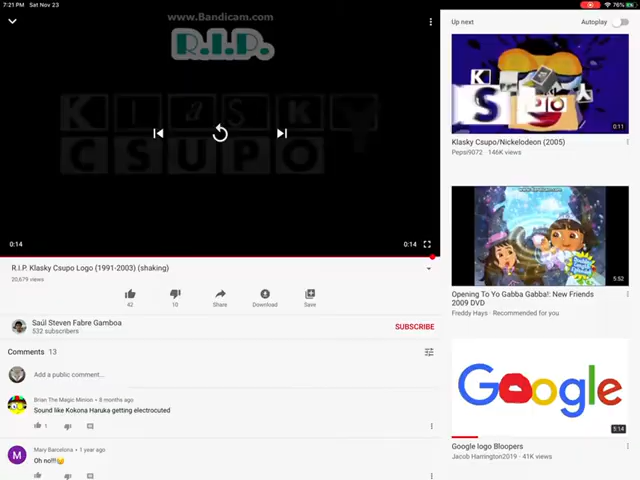 7:21 PM Sat Nov 23
76%
www.Bandicam.com
R.I.P.
KLASKY
CSUPO
0:14
0:14
R.I.P. Klasky Csupo Logo (1991-2003) (shaking)
20,679 views
42
10
Share
Download
Save
Saúl Steven Fabre Gamboa
532 subscribers
SUBSCRIBE
Comments 13
Add a public comment...
Brian The Magic Minion • 8 months ago
Sound like Kokona Haruka getting electrocuted
1
Mary Barcelona • 1 year ago
Oh no!!!
Up next
Autoplay
0:11
Klasky Csupo/Nickelodeon (2005)
Pepsi9072 · 146K views
5:52
Opening To Yo Gabba Gabba!: New Friends
2009 DVD
Freddy Hays · Recommended for you
Google
5:14
Google logo Bloopers
Jacob Harrington2019 · 41K views